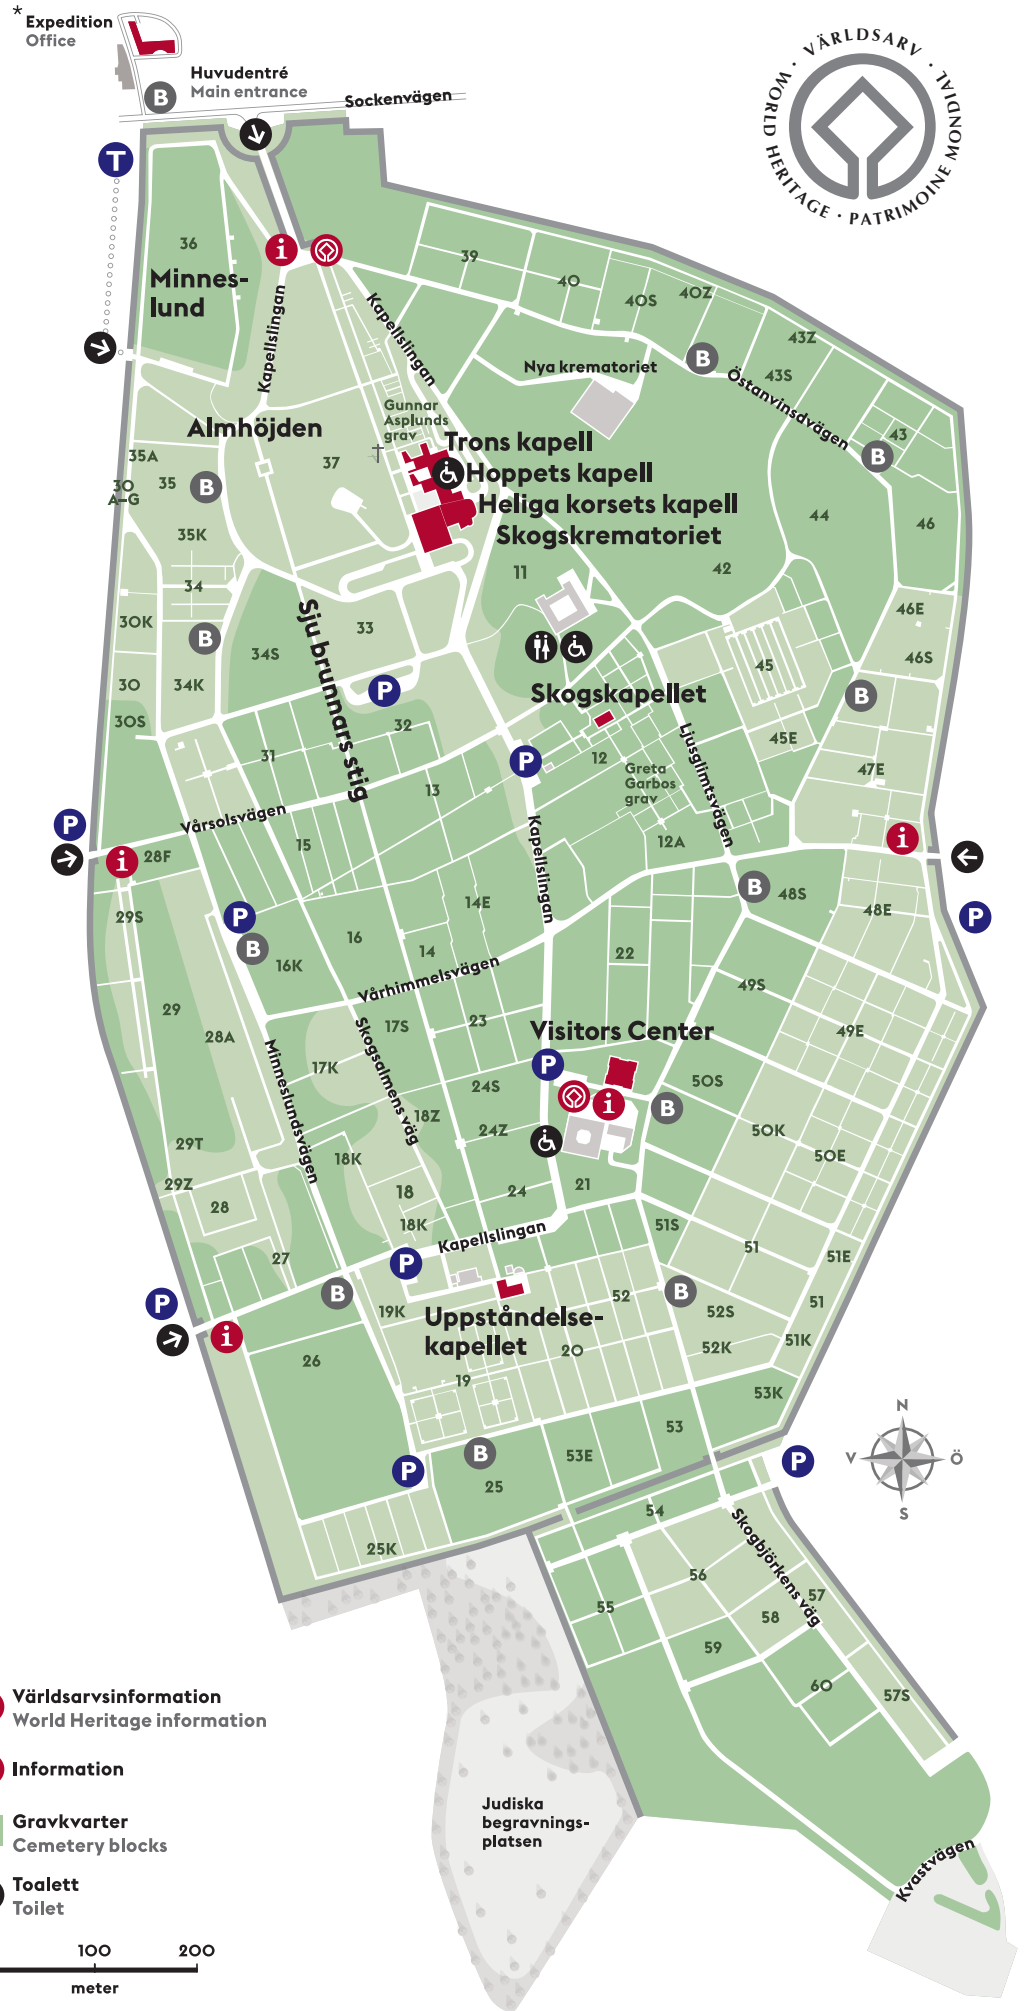 *
Expedition
Office
Huvudentré
Main entrance
B
Sockenvägen
VÄRLDSARV · WORLD HERITAGE · PATRIMOINE MONDIAL ·
T
36
Minnes-
lund
i
Kapellslingan
Kapellslingan
39
40
40S
40Z
43Z
43S
B
Östanvindsvägen
Nya krematoriet
Gunnar
Asplunds
grav
Almhöjden
37
Trons kapell
Hoppets kapell
Heliga korsets kapell
Skogskrematoriet
43
B
44
46
35A
30
A–G
35
B
35K
34
30K
B
34S
33
34K
30
30S
11
42
46E
46S
45
B
45E
47E
Sju brunnars stig
P
32
31
13
Skogskapellet
P
12
Greta
Garbos
grav
Ljusglimtsvägen
12A
i
P
Vårsolsvägen
i
28F
15
Kapellslingan
14E
B
48S
48E
P
29S
P
B
16
16K
14
22
Vårhimmelsvägen
49S
49E
29
28A
17S
23
Skogsalmens väg
Visitors Center
17K
Minneslundsvägen
P
24S
i
50S
B
18Z
24Z
50K
50E
29T
18K
29Z
28
18
24
21
18K
51S
Kapellslingan
51
51E
27
P
P
B
i
19K
52
B
52S
51
Uppståndelse-
kapellet
20
52K
51K
26
19
53K
53
P
B
53E
25
P
N
V
Ö
S
25K
54
Skogbjörkens väg
56
57
55
58
59
60
57S
Världsarvsinformation
World Heritage information
Information
Gravkvarter
Cemetery blocks
Toalett
Toilet
Judiska
begravnings-
platsen
Kvastvägen
100
200
meter